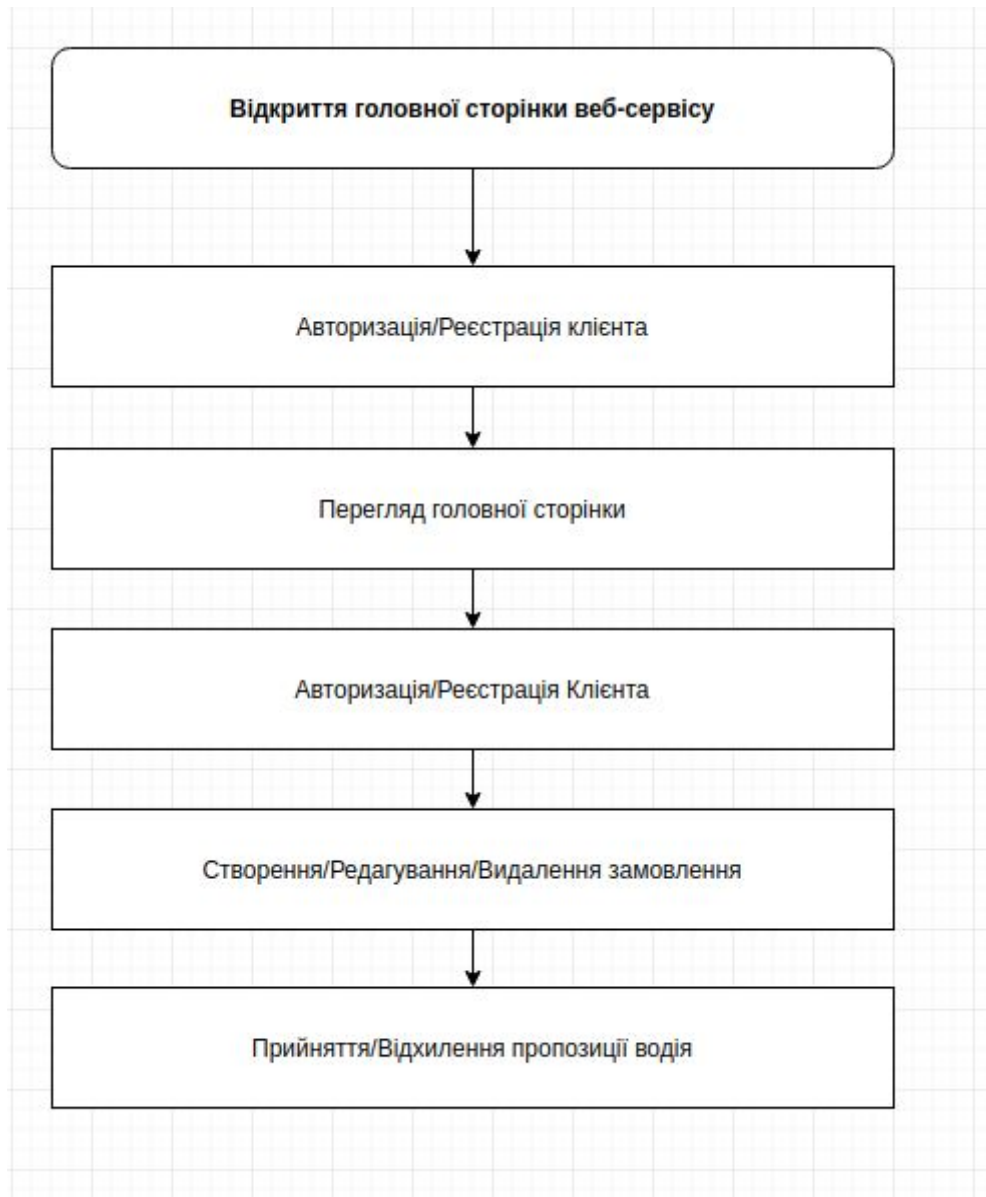 Відкриття головної сторінки веб-сервісу
Авторизація/Реєстрація клієнта
Перегляд головної сторінки
Авторизація/Реєстрація Клієнта
Створення/Редагування/Видалення замовлення
Прийняття/Відхилення пропозиції водія